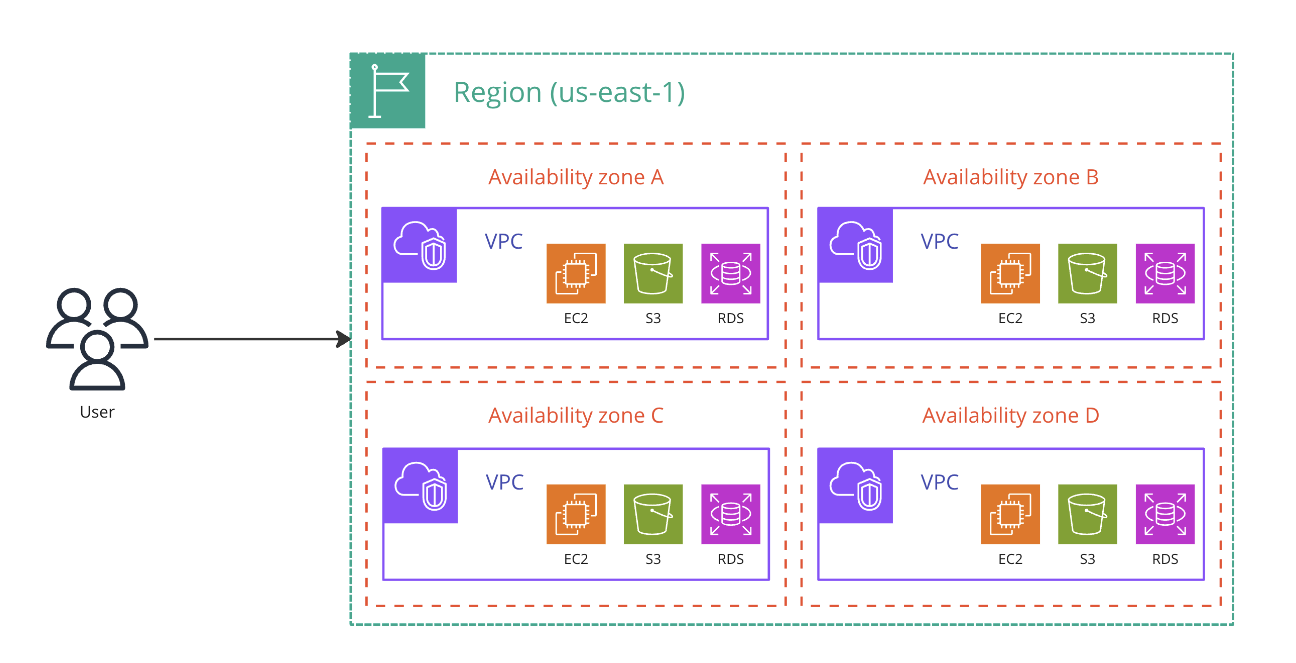 Region (us-east-1)
Availability zone A
VPC
EC2
S3
RDS
Availability zone B
VPC
EC2
S3
RDS
User
Availability zone C
VPC
EC2
S3
RDS
Availability zone D
VPC
EC2
S3
RDS